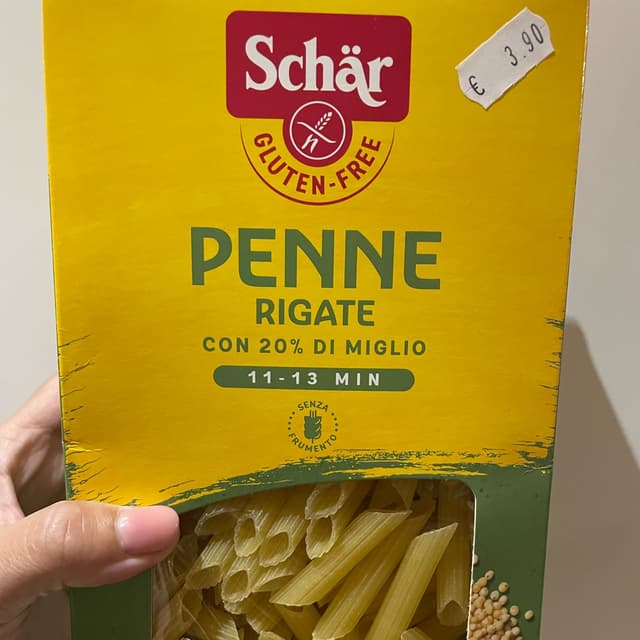 Schär
€ 3.90
GLUTEN-FREE
PENNE
RIGATE
CON 20% DI MIGLIO
11-13 MIN
SENZA
FRUMENTO